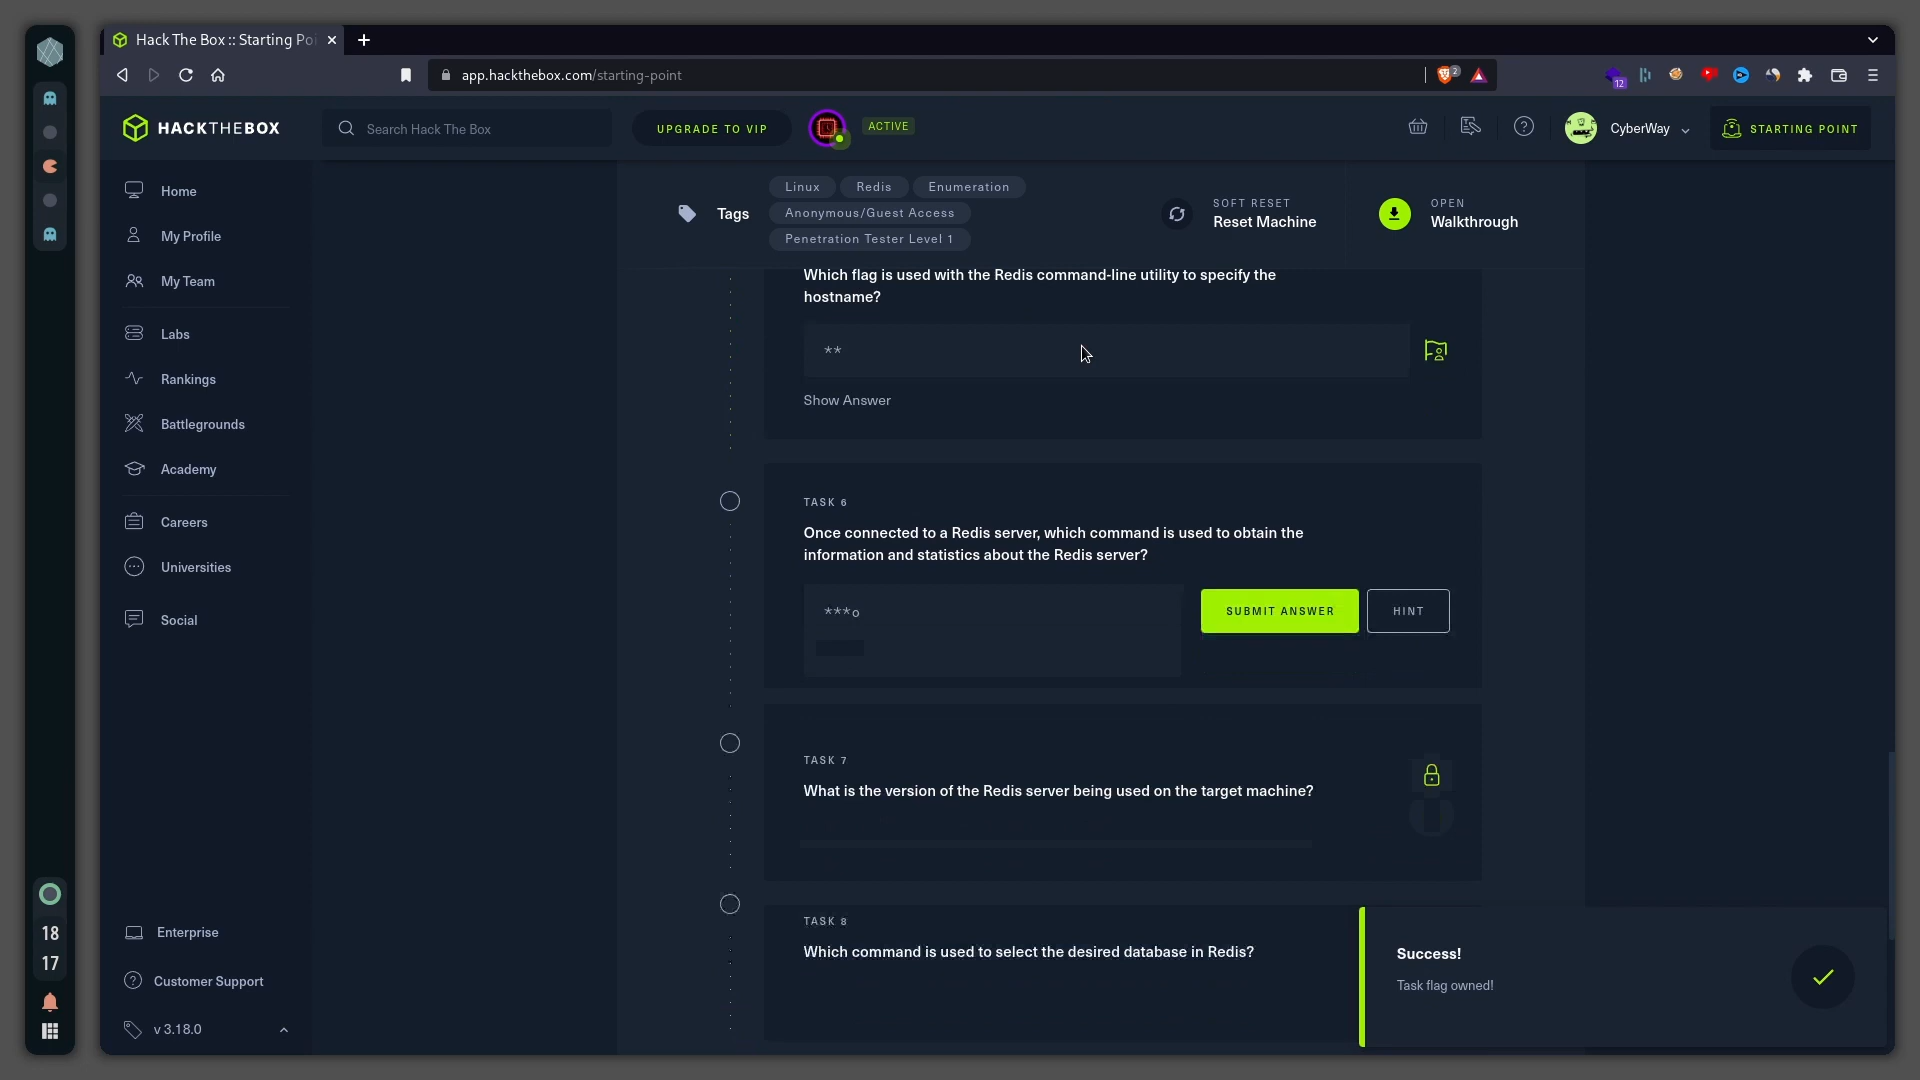 Hack The Box :: Starting Poi
app.hackthebox.com/starting-point
2
12
HACKTHEBOX
Search Hack The Box
UPGRADE TO VIP
ACTIVE
CyberWay
STARTING POINT
Home
My Profile
My Team
Labs
Rankings
Battlegrounds
Academy
Careers
Universities
Social
Enterprise
Customer Support
v 3.18.0
18
17
Tags
Linux
Redis
Enumeration
Anonymous/Guest Access
Penetration Tester Level 1
SOFT RESET
Reset Machine
OPEN
Walkthrough
Which flag is used with the Redis command-line utility to specify the
hostname?
**
Show Answer
TASK 6
Once connected to a Redis server, which command is used to obtain the
information and statistics about the Redis server?
***o
SUBMIT ANSWER
HINT
TASK 7
What is the version of the Redis server being used on the target machine?
TASK 8
Which command is used to select the desired database in Redis?
Success!
Task flag owned!